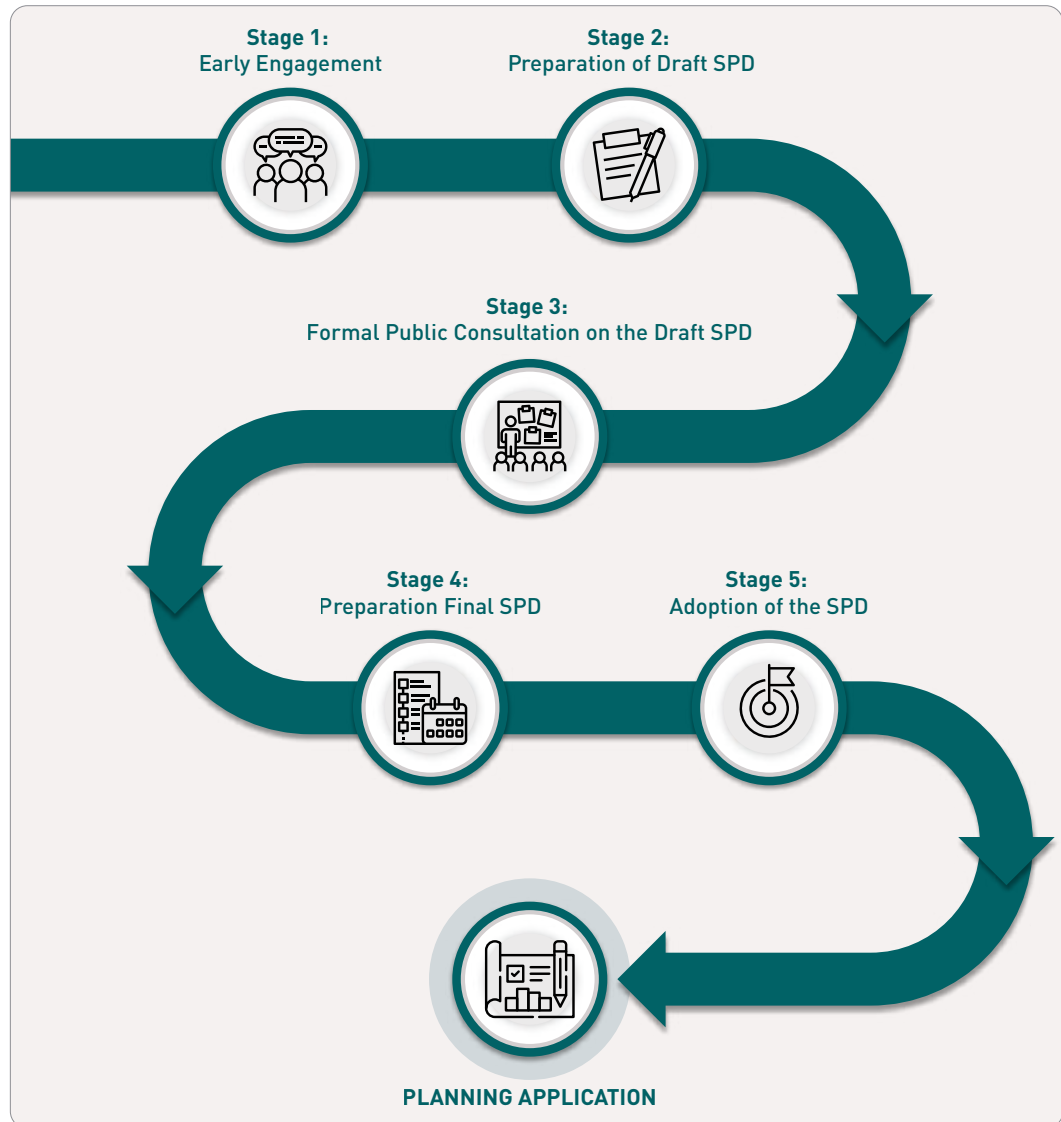 Stage 1:
Early Engagement
Stage 2:
Preparation of Draft SPD
Stage 3:
Formal Public Consultation on the Draft SPD
Stage 4:
Preparation Final SPD
Stage 5:
Adoption of the SPD
PLANNING APPLICATION